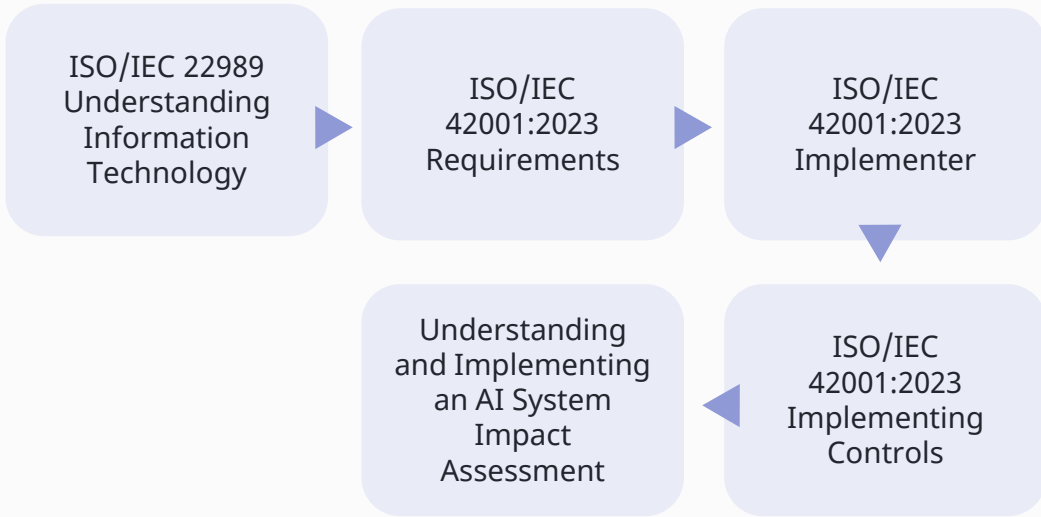 ISO/IEC 22989
Understanding
Information
Technology
ISO/IEC
42001:2023
Requirements
ISO/IEC
42001:2023
Implementer
ISO/IEC
42001:2023
Implementing
Controls
Understanding
and Implementing
an AI System
Impact
Assessment